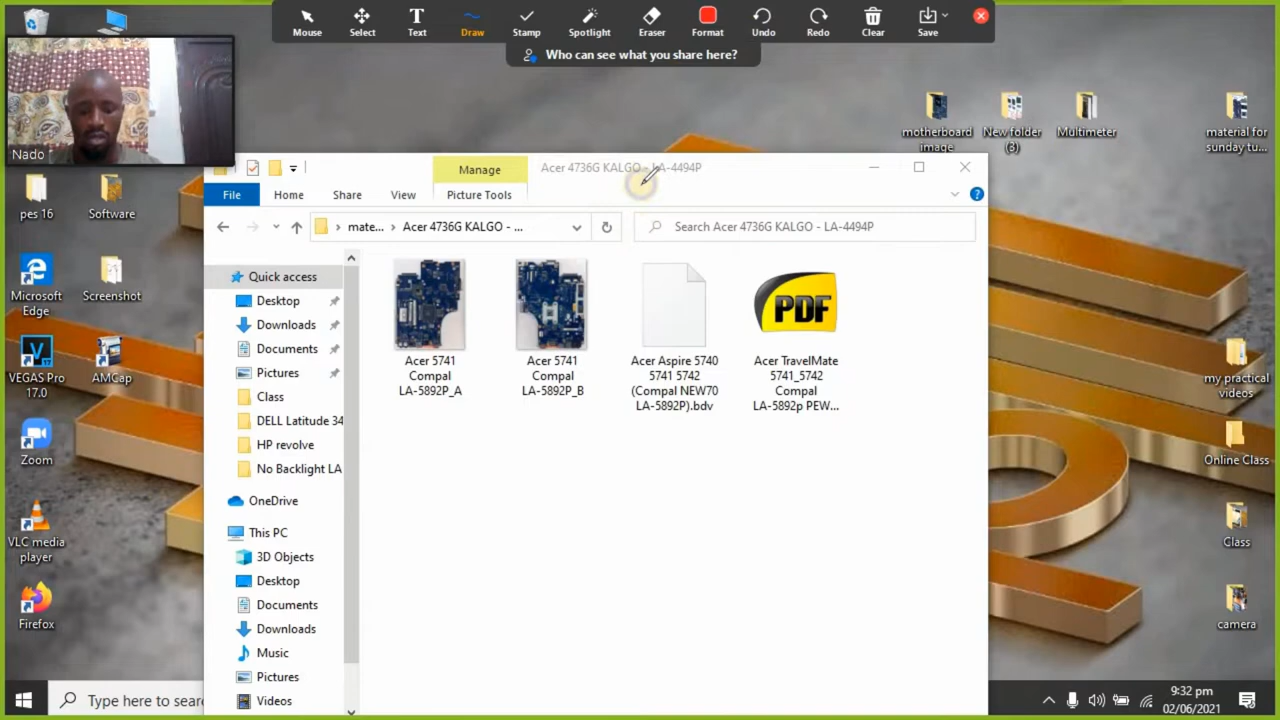 Mouse
Select
Text
Draw
Stamp
Spotlight
Eraser
Format
Undo
Redo
Clear
Save
Who can see what you share here?
Nado
motherboard image
New folder (3)
Multimeter
material for sunday tu...
Manage
Acer 4736G KALGO - LA-4494P
File
Home
Share
View
Picture Tools
mate... > Acer 4736G KALGO - ...
Search Acer 4736G KALGO - LA-4494P
pes 16
Software
Microsoft Edge
Screenshot
VEGAS Pro 17.0
AMCap
Zoom
VLC media player
Firefox
Quick access
Desktop
Downloads
Documents
Pictures
Class
DELL Latitude 34
HP revolve
No Backlight LA
OneDrive
This PC
3D Objects
Desktop
Documents
Downloads
Music
Pictures
Videos
Acer 5741
Compal
LA-5892P_A
Acer 5741
Compal
LA-5892P_B
Acer Aspire 5740
5741 5742
(Compal NEW70
LA-5892P).bdv
PDF
Acer TravelMate
5741_5742
Compal
LA-5892p PEW...
my practical videos
Online Class
Class
camera
Type here to sear
9:32 pm
02/06/2021